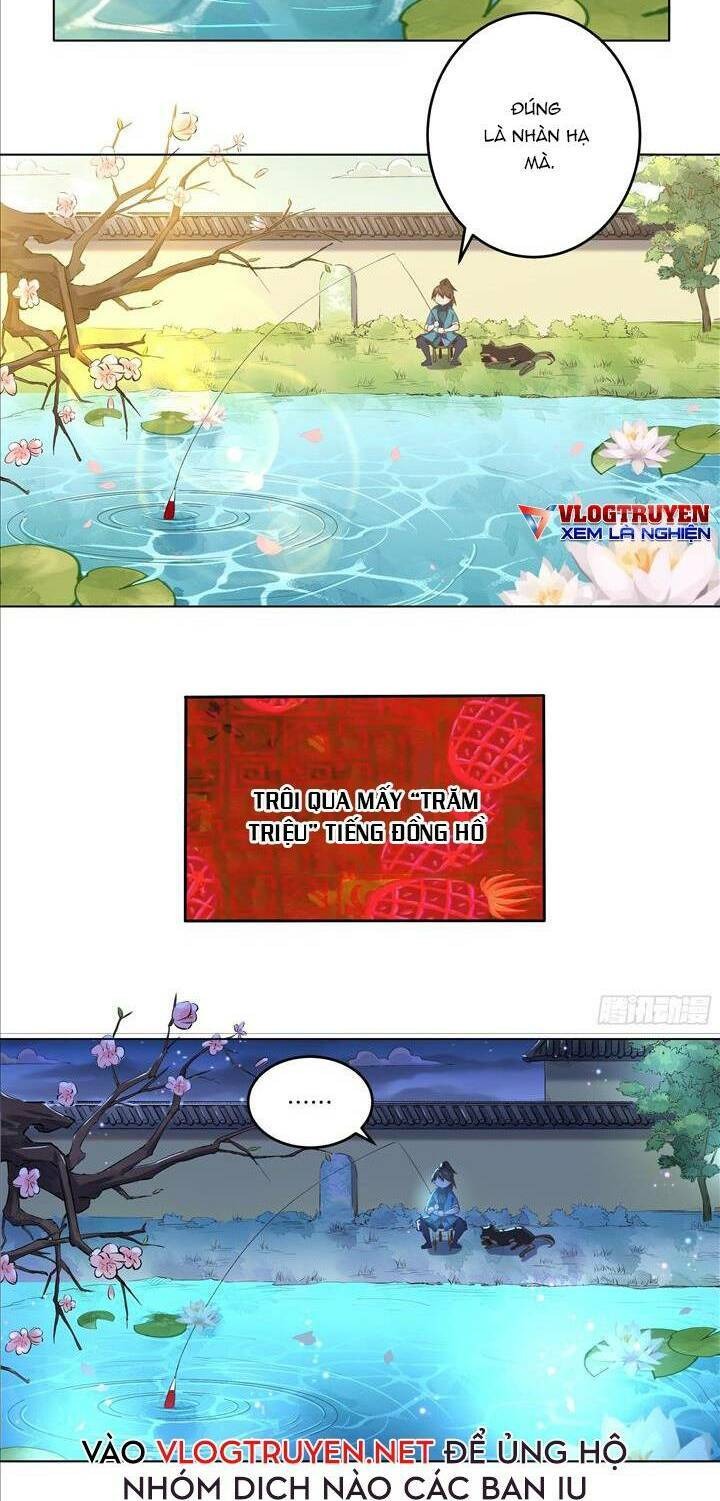 ĐÚNG
LÀ NHÀN HẠ
MÀ.
VLOGTRUYEN
XEM LÀ NGHIỆN
TRÔI QUA MẤY “TRĂM
TRIỆU” TIẾNG ĐỒNG HỒ
腾讯动漫
......
VÀO VLOGTRUYEN.NET ĐỂ ỦNG HỘ
NHÓM DỊCH NÀO CÁC BẠN IU